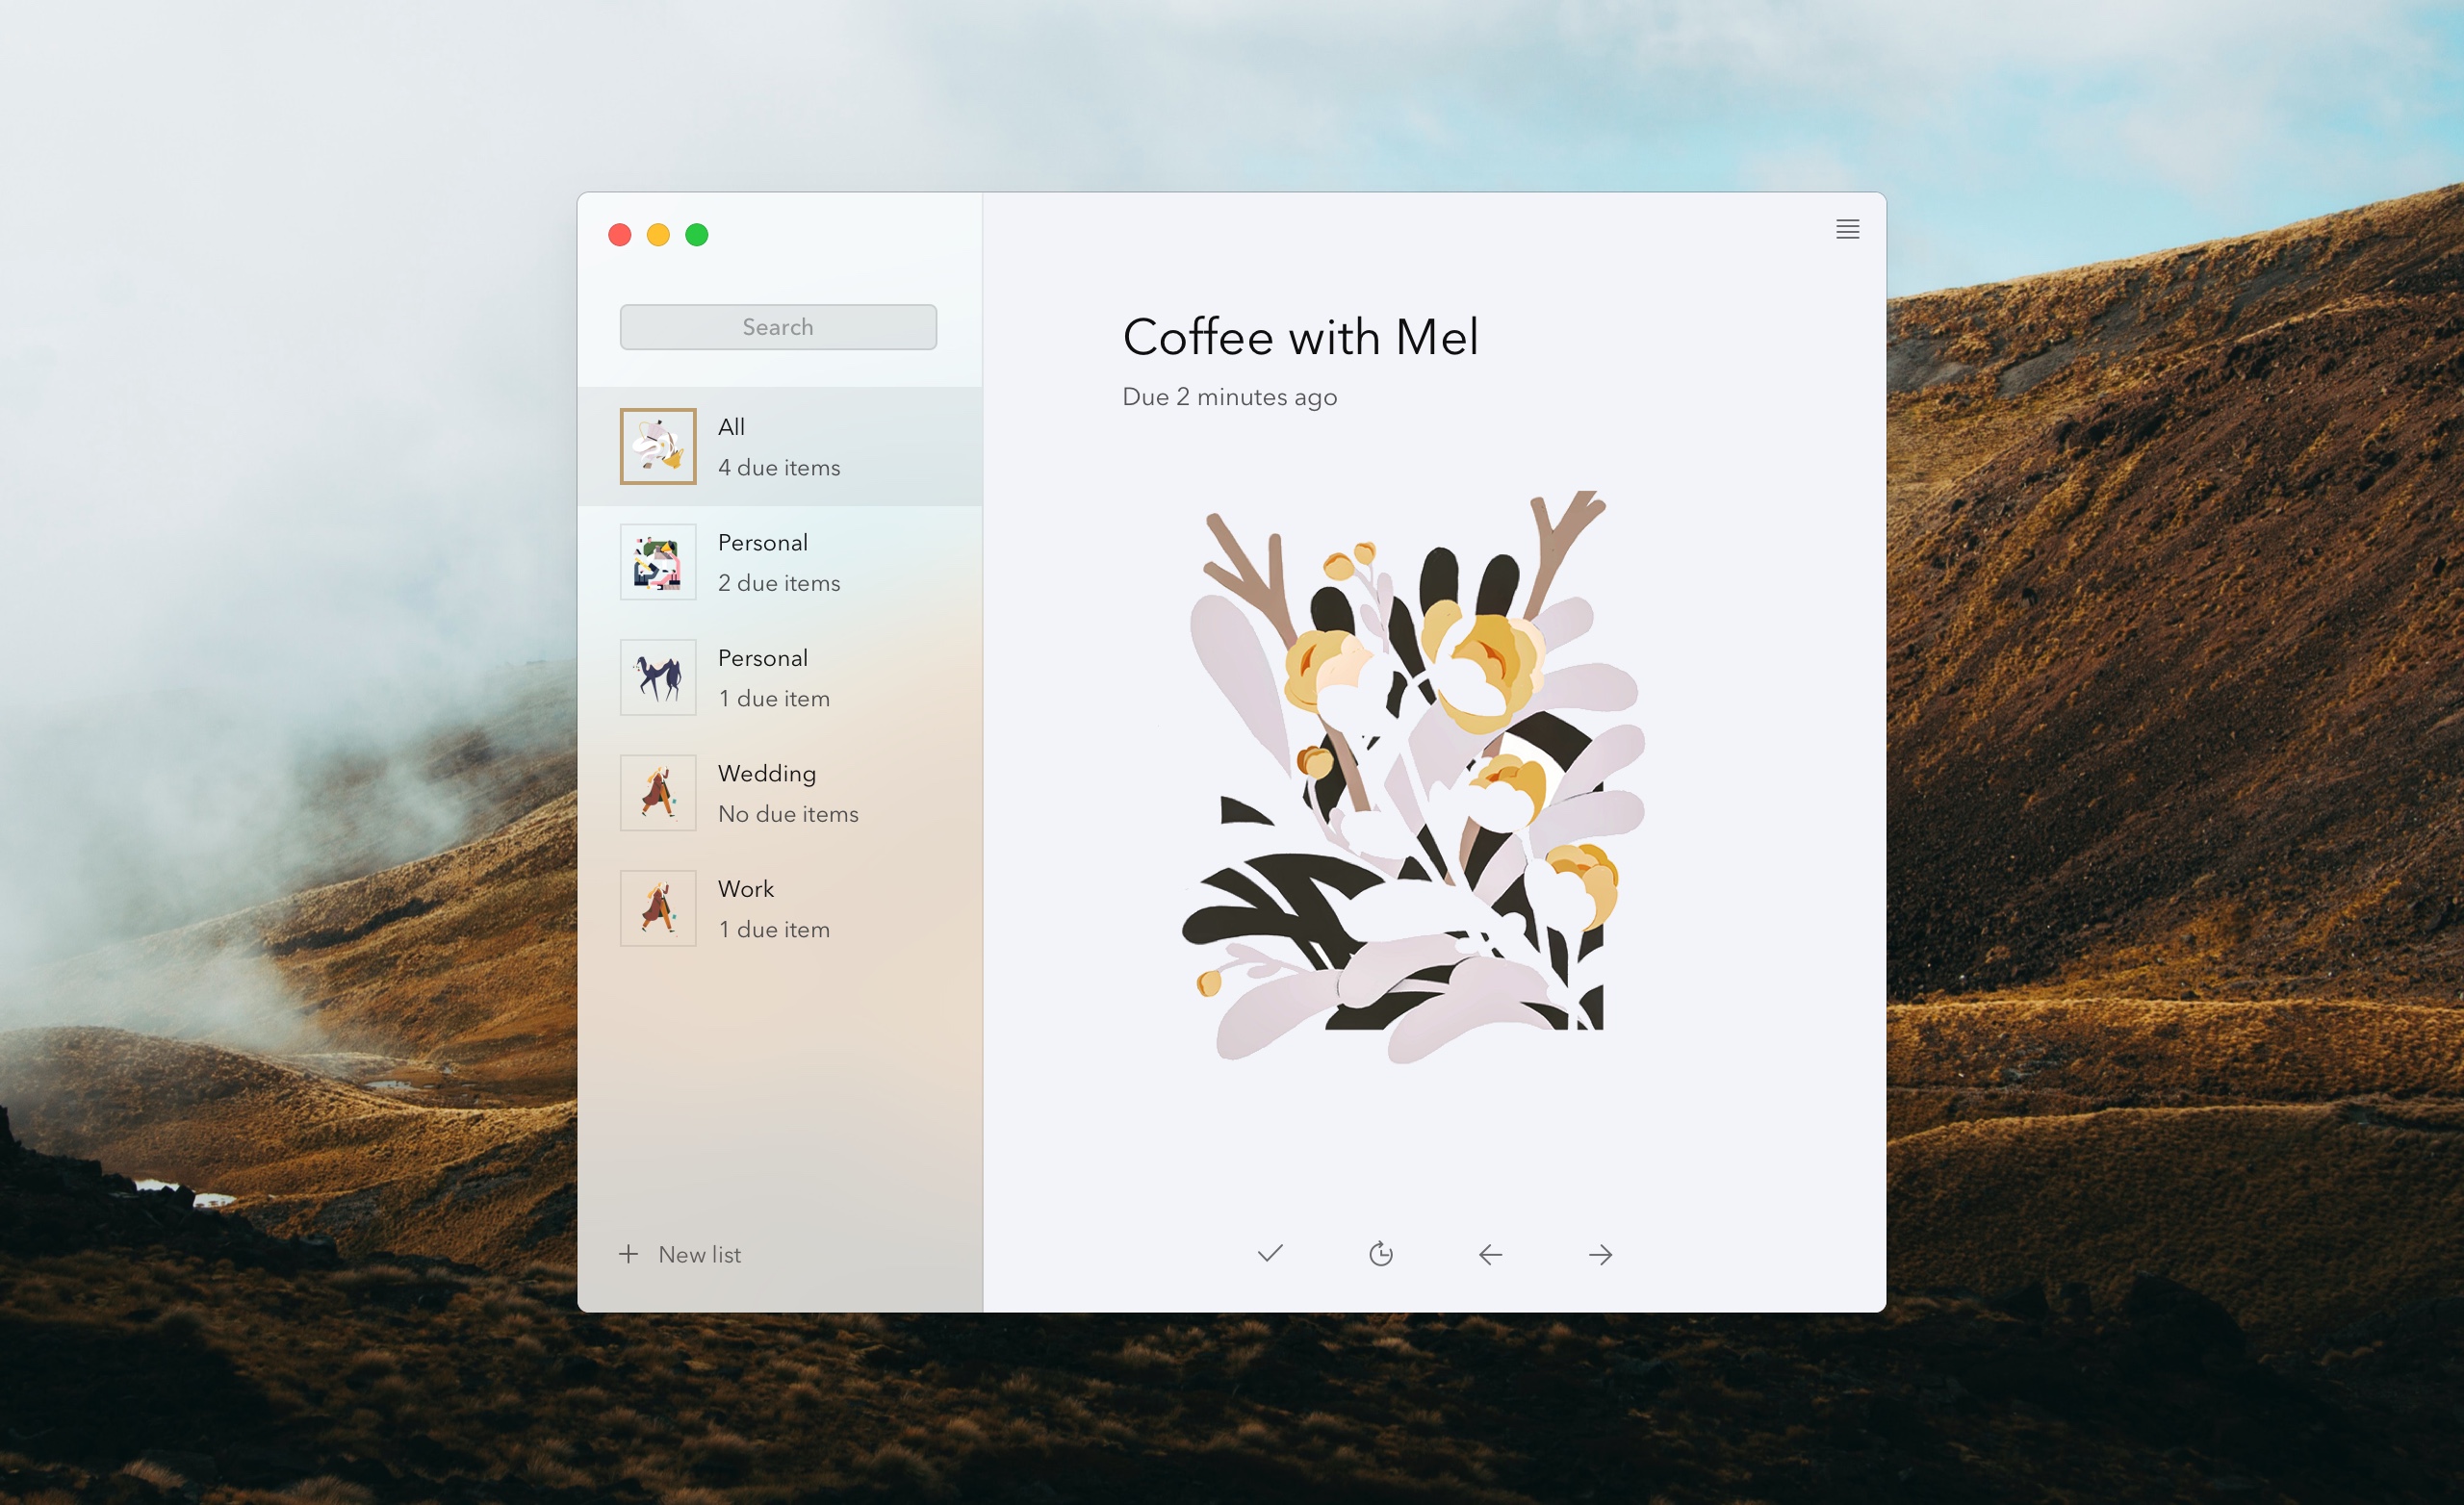 Search
All
4 due items
Personal
2 due items
Personal
1 due item
Wedding
No due items
Work
1 due item
New list
Coffee with Mel
Due 2 minutes ago